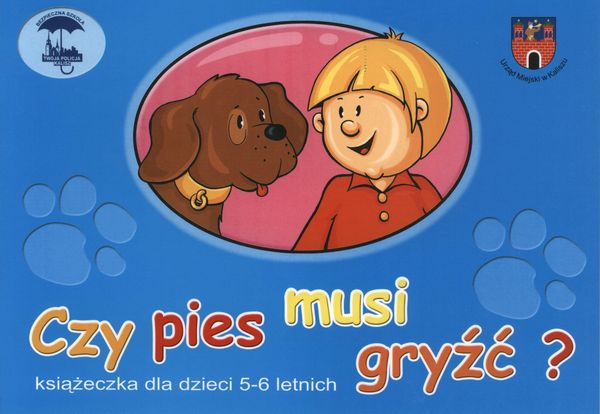 BEZPIECZNA SZKOŁA
TWOJA POLICJA
KALISZ
Urząd Miejski w Kaliszu
Czy pies musi
gryźć ?
książeczka dla dzieci 5-6 letnich